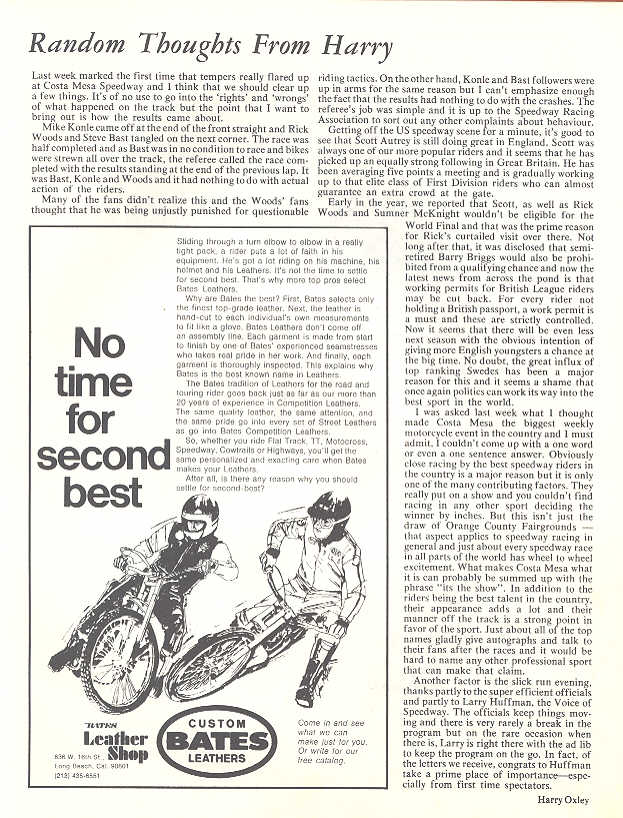 Random Thoughts From Harry
Last week marked the first time that tempers really flared up
at Costa Mesa Speedway and I think that we should clear up
a few things. It's of no use to go into the 'rights' and 'wrongs'
of what happened on the track but the point that I want to
bring out is how the results came about.
Mike Konle came off at the end of the front straight and Rick
Woods and Steve Bast tangled on the next corner. The race was
half completed and as Bast was in no condition to race and bikes
were strewn all over the track, the referee called the race com-
pleted with the results standing at the end of the previous lap. It
was Bast, Konle and Woods and it had nothing to do with actual
action of the riders.
Many of the fans didn't realize this and the Woods' fans
thought that he was being unjustly punished for questionable
riding tactics. On the other hand, Konle and Bast followers were
up in arms for the same reason but I can't emphasize enough
the fact that the results had nothing to do with the crashes. The
referee's job was simple and it is up to the Speedway Racing
Association to sort out any other complaints about behaviour.
Getting off the US speedway scene for a minute, it's good to
see that Scott Autrey is still doing great in England. Scott was
always one of our more popular riders and it seems that he has
picked up an equally strong following in Great Britain. He has
been averaging five points a meeting and is gradually working
up to that elite class of First Division riders who can almost
guarantee an extra crowd at the gate.
Early in the year, we reported that Scott, as well as Rick
Woods and Sumner McKnight wouldn't be eligible for the
World Final and that was the prime reason
for Rick's curtailed visit over there. Not
long after that, it was disclosed that semi-
retired Barry Briggs would also be prohi-
bited from a qualifying chance and now the
latest news from across the pond is that
working permits for British League riders
may be cut back. For every rider not
holding a British passport, a work permit is
a must and these are strictly controlled.
Now it seems that there will be even less
next season with the obvious intention of
giving more English youngsters a chance at
the big time. No doubt, the great influx of
top ranking Swedes has been a major
reason for this and it seems a shame that
once again politics can work its way into the
best sport in the world.
I was asked last week what I thought
made Costa Mesa the biggest weekly
motorcycle event in the country and I must
admit, I couldn't come up with a one word
or even a one sentence answer. Obviously
close racing by the best speedway riders in
the country is a major reason but it is only
one of the many contributing factors. They
really put on a show and you couldn't find
racing in any other sport deciding the
winner by inches. But this isn't just the
draw of Orange County Fairgrounds —
that aspect applies to speedway racing in
general and just about every speedway race
in all parts of the world has wheel to wheel
excitement. What makes Costa Mesa what
it is can probably be summed up with the
phrase "its the show". In addition to the
riders being the best talent in the country,
their appearance adds a lot and their
manner off the track is a strong point in
favor of the sport. Just about all of the top
names gladly give autographs and talk to
their fans after the races and it would be
hard to name any other professional sport
that can make that claim.
Another factor is the slick run evening,
thanks partly to the super efficient officials
and partly to Larry Huffman, the Voice of
Speedway. The officials keep things mov-
ing and there is very rarely a break in the
program but on the rare occasion when
there is, Larry is right there with the ad lib
to keep the program on the go. In fact, of
the letters we receive, congrats to Huffman
take a prime place of importance—espe-
cially from first time spectators.
Harry Oxley
No
time
for
second
best
Sliding through a turn elbow to elbow in a really
tight pack, a rider puts a lot of faith in his
equipment. He's got a lot riding on his machine, his
helmet and his Leathers. It's not the time to settle
for second best. That's why more top pros select
Bates Leathers.
Why are Bates the best? First, Bates selects only
the finest top-grade leather. Next, the leather is
hand-cut to each individual's own measurements
to fit like a glove. Bates Leathers don't come off
an assembly line. Each garment is made from start
to finish by one of Bates' experienced seamstresses
who takes real pride in her work. And finally, each
garment is thoroughly inspected. This explains why
Bates is the best known name in Leathers.
The Bates tradition of Leathers for the road and
touring rider goes back just as far as our more than
20 years of experience in Competition Leathers.
The same quality leather, the same attention, and
the same pride go into every set of Street Leathers
as go into Bates Competition Leathers.
So, whether you ride Flat Track, TT, Motocross,
Speedway, Cowtrails or Highways, you'll get the
same personalized and exacting care when Bates
makes your Leathers.
After all, is there any reason why you should
settle for second-best?
BATES
Leather
Shop
636 W. 16th St.
Long Beach, Cal. 90801
(213) 435-6551
CUSTOM
BATES
LEATHERS
Come in and see
what we can
make just for you.
Or write for our
free catalog.